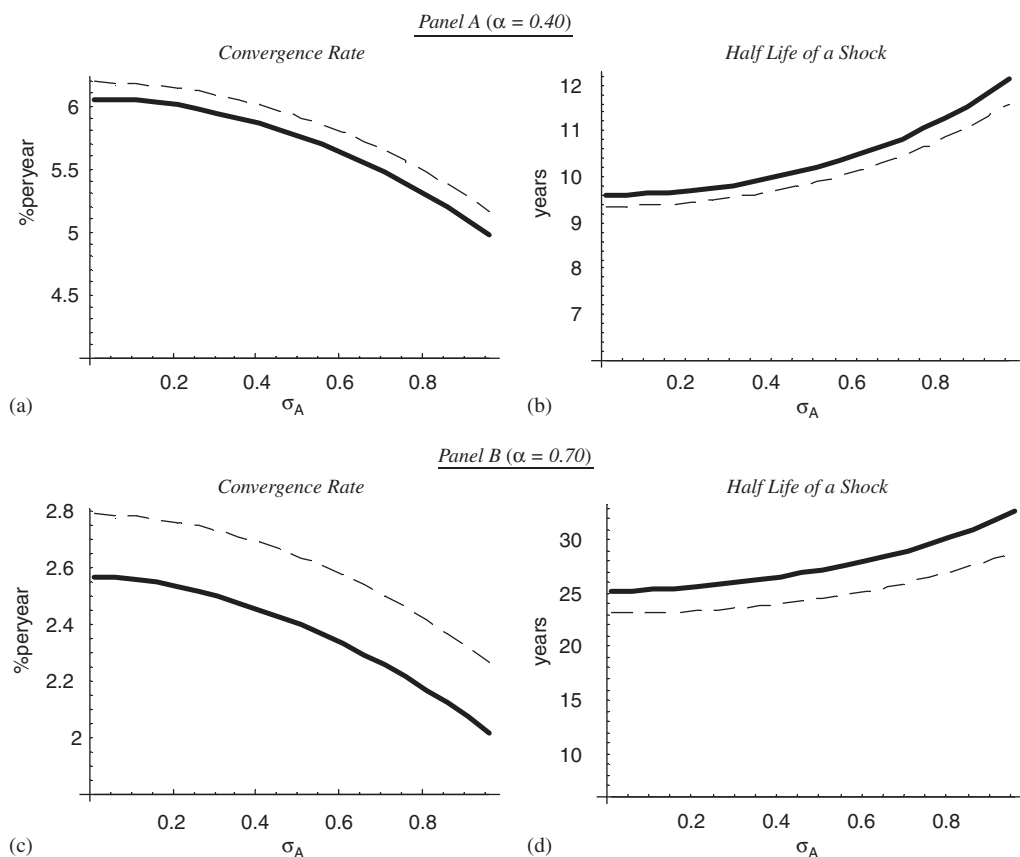 Panel A (α = 0.40)
Convergence Rate
6
5.5
5
4.5
%peryear
0.2 0.4 0.6 0.8
σA
(a)
Half Life of a Shock
12
11
10
9
8
7
years
0.2 0.4 0.6 0.8
σA
(b)
Panel B (α = 0.70)
Convergence Rate
2.8
2.6
2.4
2.2
2
%peryear
0.2 0.4 0.6 0.8
σA
(c)
Half Life of a Shock
30
25
20
15
10
years
0.2 0.4 0.6 0.8
σA
(d)